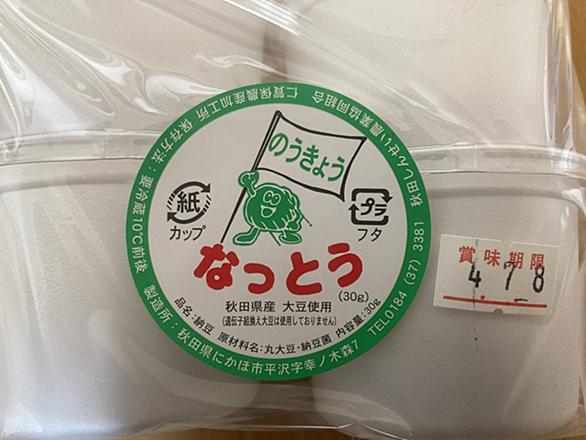 秋田しんせい農業協同組合 仁賀保農産加工所 保存方法:要冷蔵10℃前後 製造所:秋田県にかほ市平沢字幸ノ木森7 TEL0184 (37) 3381
のうきょう
紙
カップ
プラ
フタ
なっとう
(30g)
秋田県産 大豆使用
(遺伝子組換え大豆は使用しておりません)
品名:納豆 原材料名:丸大豆・納豆菌 内容量:30g
賞味期限
4.7.8